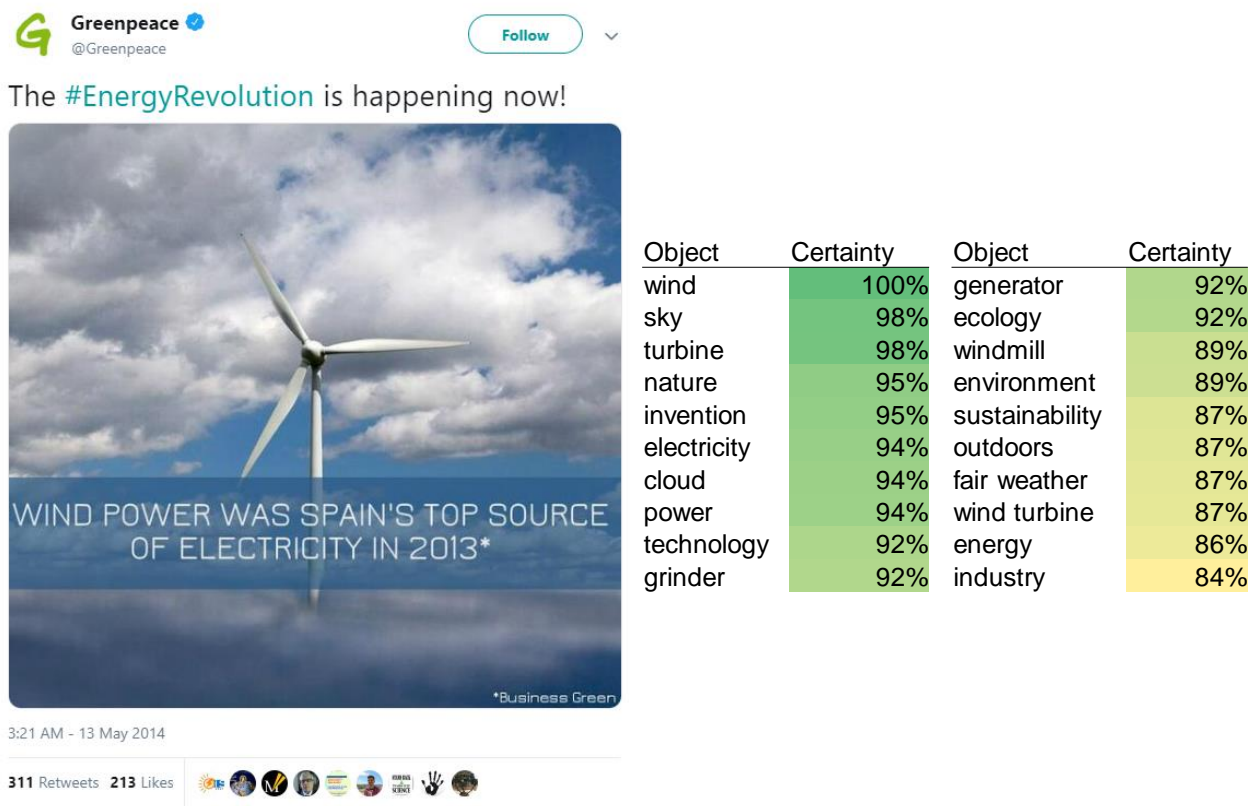 Greenpeace
@Greenpeace
Follow
The #EnergyRevolution is happening now!
WIND POWER WAS SPAIN'S TOP SOURCE
OF ELECTRICITY IN 2013*
*Business Green
3:21 AM - 13 May 2014
311 Retweets 213 Likes
Object Certainty Object Certainty
wind 100% generator 92%
sky 98% ecology 92%
turbine 98% windmill 89%
nature 95% environment 89%
invention 95% sustainability 87%
electricity 94% outdoors 87%
cloud 94% fair weather 87%
power 94% wind turbine 87%
technology 92% energy 86%
grinder 92% industry 84%